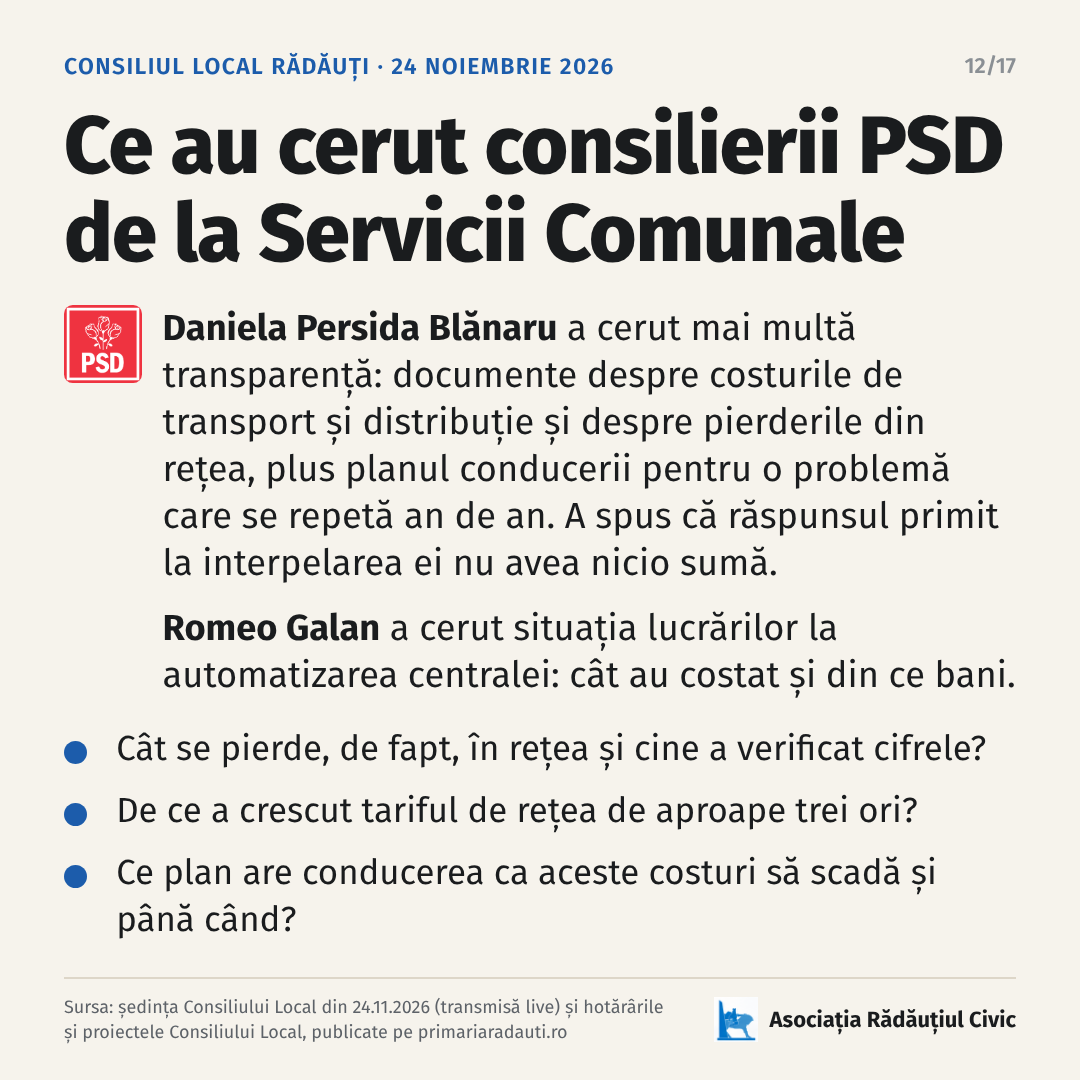 CONSILIUL LOCAL RĂDĂUȚI · 24 NOIEMBRIE 2026
12/17
Ce au cerut consilierii PSD
de la Servicii Comunale
PSD
Daniela Persida Blănaru a cerut mai multă
transparență: documente despre costurile de
transport și distribuție și despre pierderile din
rețea, plus planul conducerii pentru o problemă
care se repetă an de an. A spus că răspunsul primit
la interpelarea ei nu avea nicio sumă.
Romeo Galan a cerut situația lucrărilor la
automatizarea centralei: cât au costat și din ce bani.
Cât se pierde, de fapt, în rețea și cine a verificat cifrele?
De ce a crescut tariful de rețea de aproape trei ori?
Ce plan are conducerea ca aceste costuri să scadă și
până când?
Sursa: ședința Consiliului Local din 24.11.2026 (transmisă live) și hotărârile
și proiectele Consiliului Local, publicate pe primariaradauti.ro
Asociația Rădăuțiul Civic